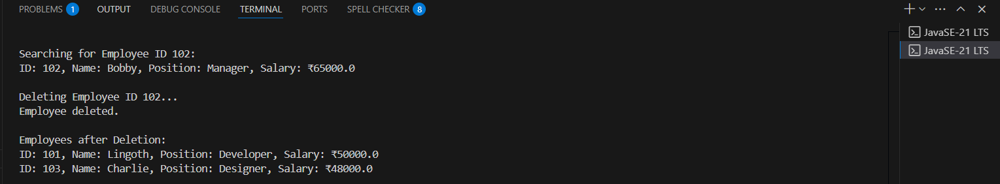 PROBLEMS 1 OUTPUT DEBUG CONSOLE TERMINAL PORTS SPELL CHECKER 8
JavaSE-21 LTS
JavaSE-21 LTS
Searching for Employee ID 102:
ID: 102, Name: Bobby, Position: Manager, Salary: ₹65000.0
Deleting Employee ID 102...
Employee deleted.
Employees after Deletion:
ID: 101, Name: Lingoth, Position: Developer, Salary: ₹50000.0
ID: 103, Name: Charlie, Position: Designer, Salary: ₹48000.0